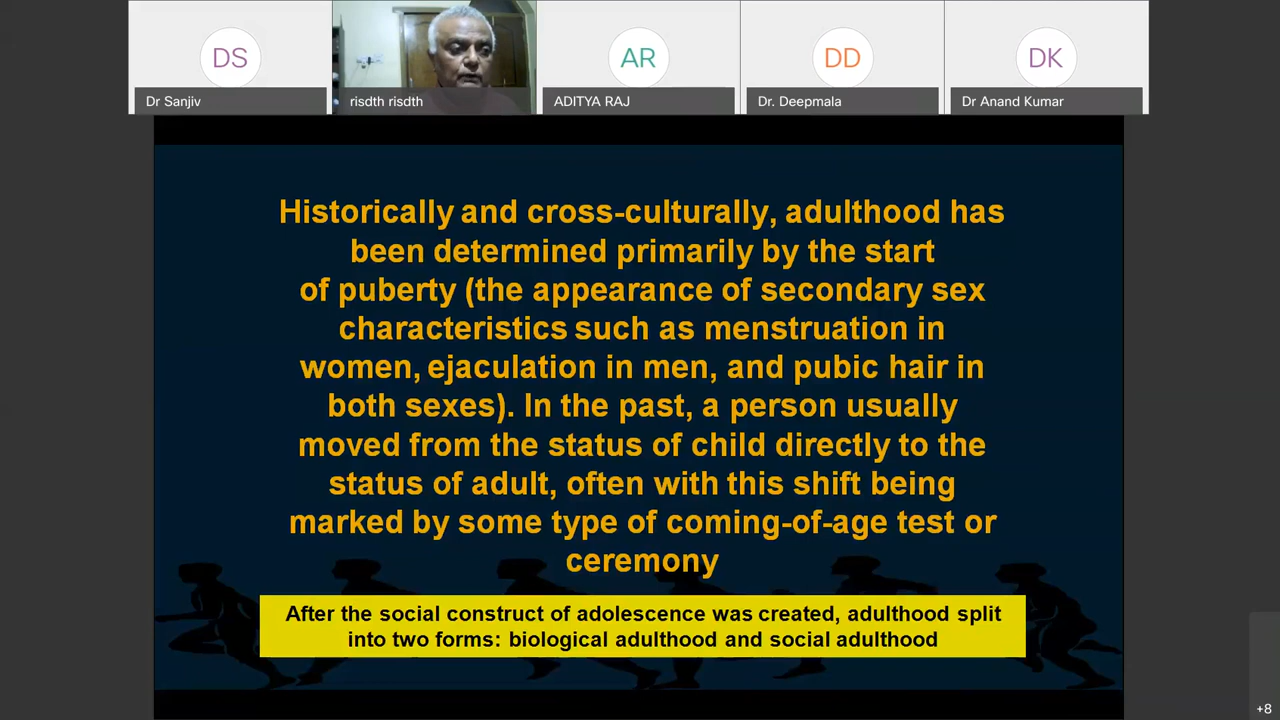 DS
AR
DD
DK
Dr Sanjiv
risdth risdth
ADITYA RAJ
Dr. Deepmala
Dr Anand Kumar
Historically and cross-culturally, adulthood has
been determined primarily by the start
of puberty (the appearance of secondary sex
characteristics such as menstruation in
women, ejaculation in men, and pubic hair in
both sexes). In the past, a person usually
moved from the status of child directly to the
status of adult, often with this shift being
marked by some type of coming-of-age test or
ceremony
After the social construct of adolescence was created, adulthood split
into two forms: biological adulthood and social adulthood
+8